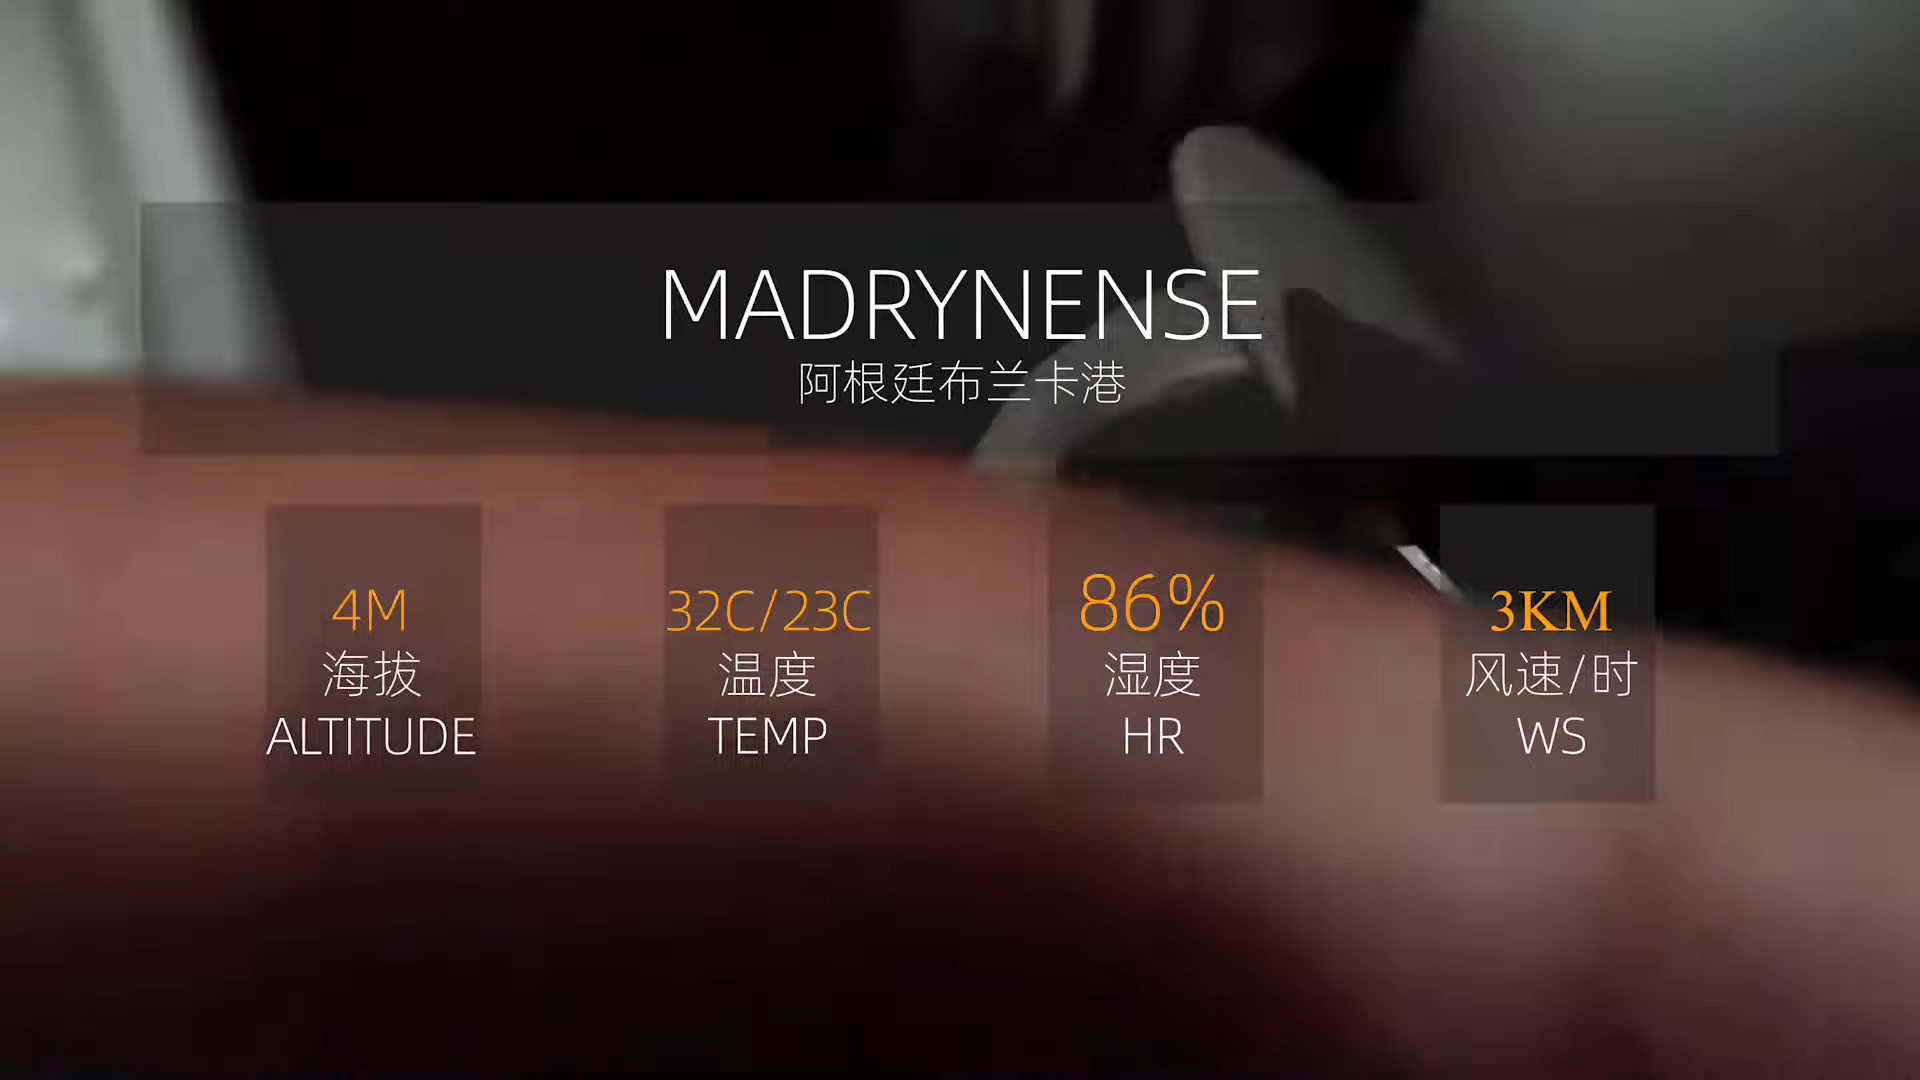 MADRYNENSE
阿根廷布兰卡港
4M
海拔
ALTITUDE
32C/23C
温度
TEMP
86%
湿度
HR
3KM
风速/时
WS